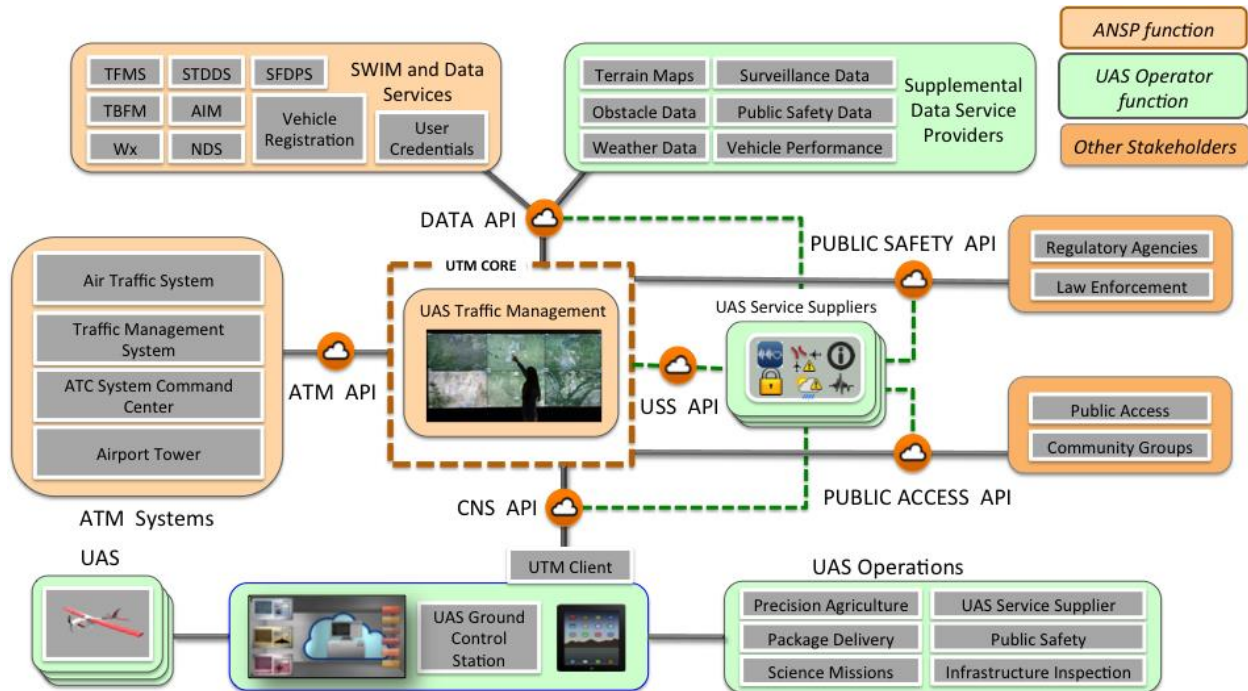 ANSP function
UAS Operator
function
Other Stakeholders
TFMS
STDDS
SFDPS
SWIM and Data
Services
TBFM
AIM
Vehicle
Registration
User
Credentials
Wx
NDS
Terrain Maps
Surveillance Data
Supplemental
Data Service
Providers
Obstacle Data
Public Safety Data
Weather Data
Vehicle Performance
DATA API
PUBLIC SAFETY API
Regulatory Agencies
Law Enforcement
UTM CORE
Air Traffic System
Traffic Management
System
ATC System Command
Center
Airport Tower
ATM Systems
ATM API
UAS Traffic Management
USS API
UAS Service Suppliers
Public Access
Community Groups
PUBLIC ACCESS API
CNS API
UTM Client
UAS
UAS Ground
Control
Station
UAS Operations
Precision Agriculture
UAS Service Supplier
Package Delivery
Public Safety
Science Missions
Infrastructure Inspection